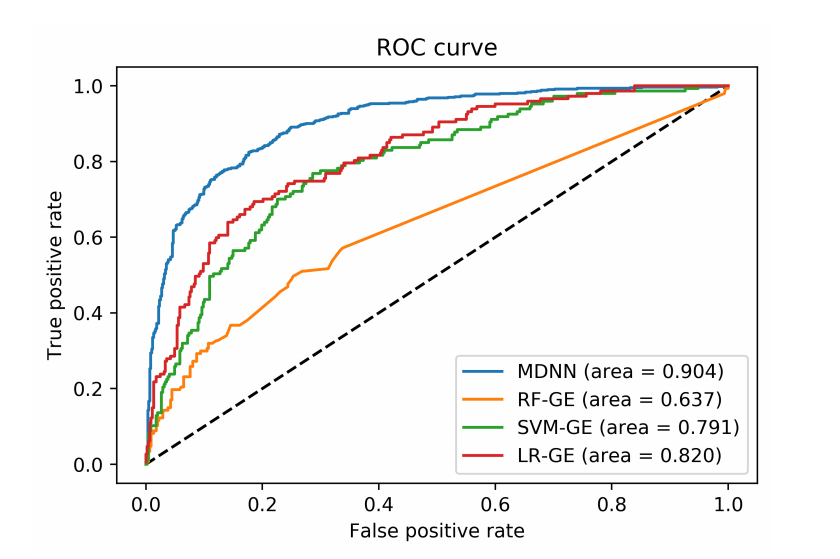 ROC curve
1.0
0.8
0.6
0.4
0.2
0.0
True positive rate
MDNN (area = 0.904)
RF-GE (area = 0.637)
SVM-GE (area = 0.791)
LR-GE (area = 0.820)
0.0 0.2 0.4 0.6 0.8 1.0
False positive rate